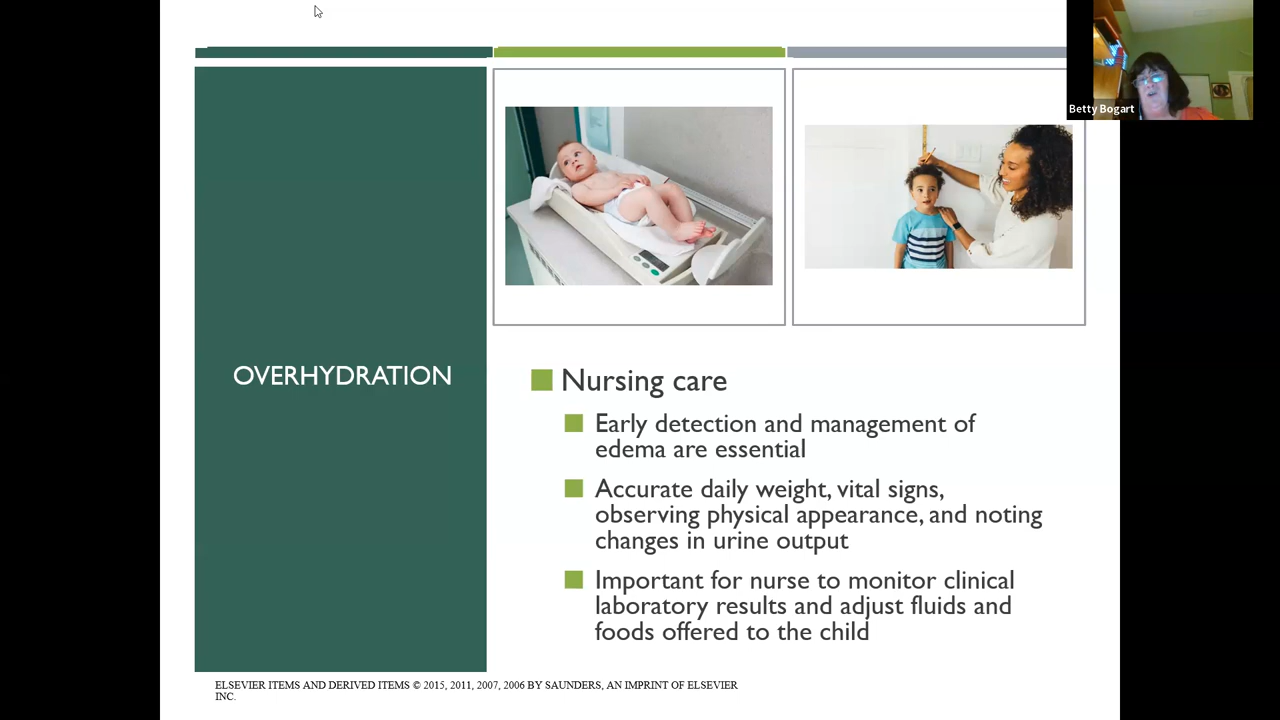 Betty Bogart
OVERHYDRATION
Nursing care
Early detection and management of
edema are essential
Accurate daily weight, vital signs,
observing physical appearance, and noting
changes in urine output
Important for nurse to monitor clinical
laboratory results and adjust fluids and
foods offered to the child
ELSEVIER ITEMS AND DERIVED ITEMS © 2015, 2011, 2007, 2006 BY SAUNDERS, AN IMPRINT OF ELSEVIER
INC.